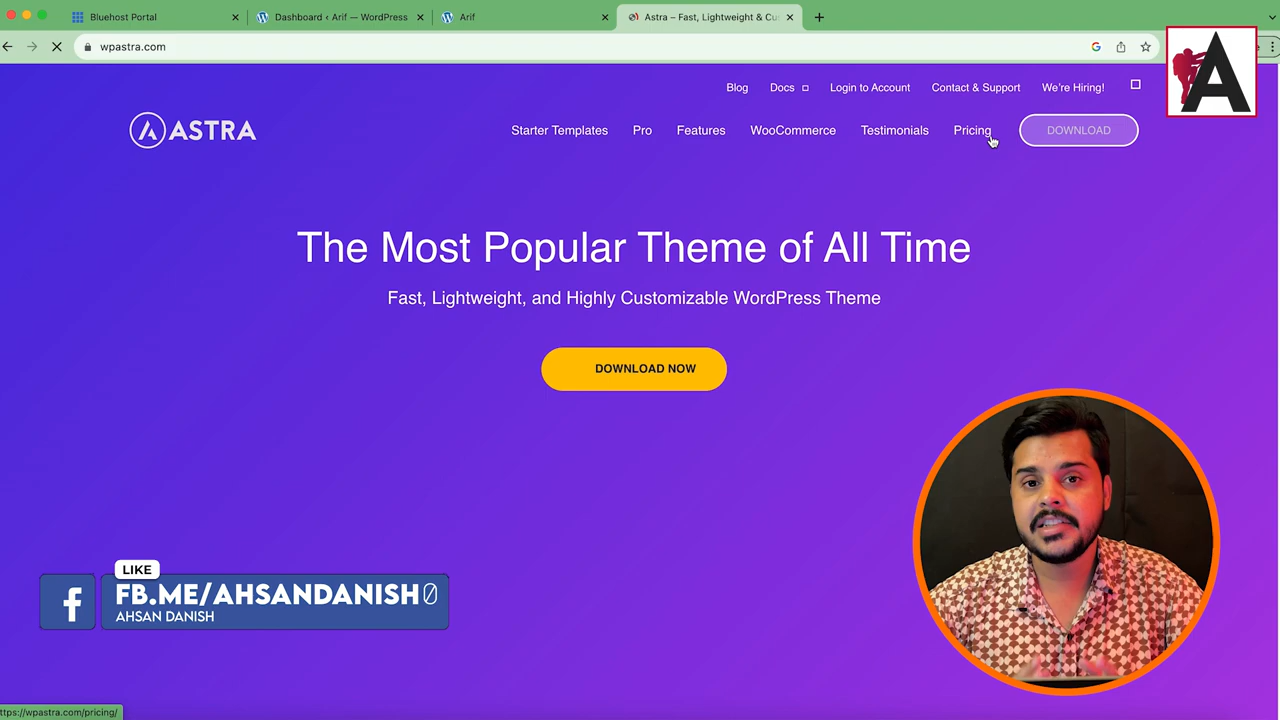 Bluehost Portal
Dashboard ‹ Arif — WordPress
Arif
Astra – Fast, Lightweight & Cu
wpastra.com
A
Blog
Docs
Login to Account
Contact & Support
We're Hiring!
ASTRA
Starter Templates
Pro
Features
WooCommerce
Testimonials
Pricing
DOWNLOAD
The Most Popular Theme of All Time
Fast, Lightweight, and Highly Customizable WordPress Theme
DOWNLOAD NOW
LIKE
FB.ME/AHSANDANISH0
AHSAN DANISH
ttps://wpastra.com/pricing/